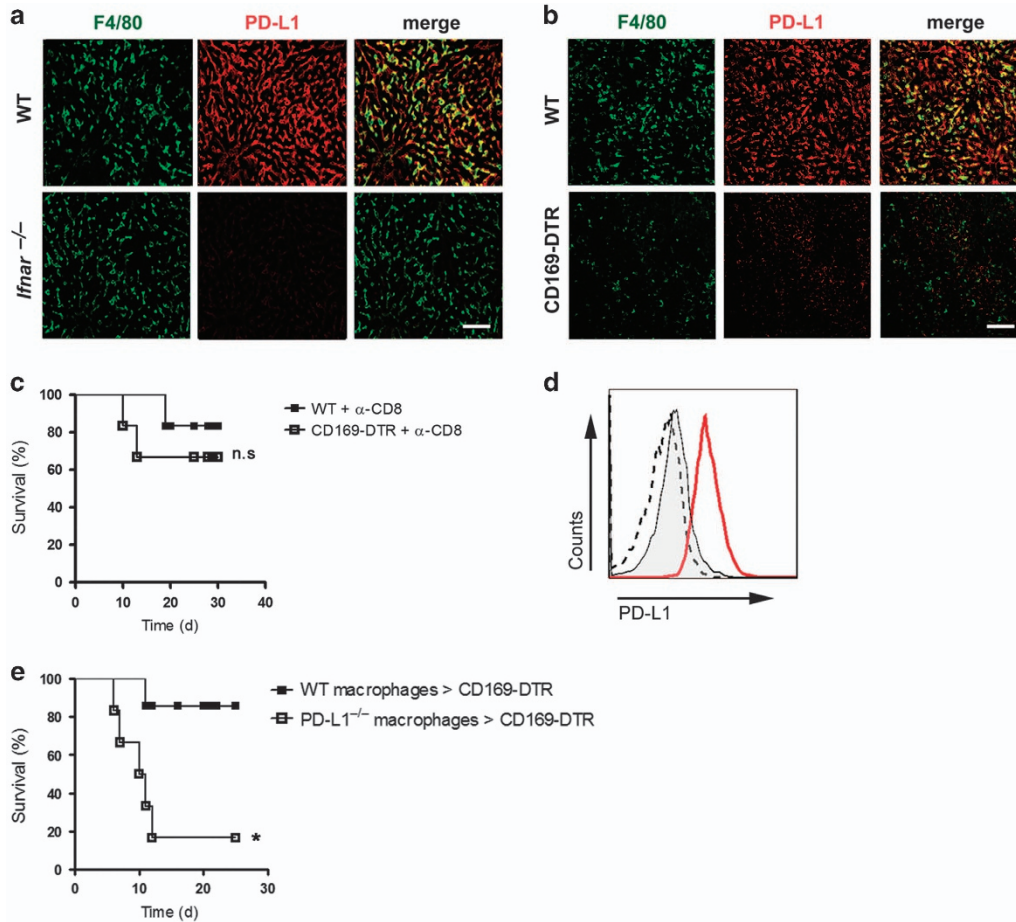 a
F4/80 PD-L1 merge
WT
Ifnar –/–
b
F4/80 PD-L1 merge
WT
CD169-DTR
c
100
80
60
40
20
0
Survival (%)
0 10 20 30 40
Time (d)
WT + α-CD8
CD169-DTR + α-CD8
n.s
d
Counts
PD-L1
e
100
80
60
40
20
0
Survival (%)
0 10 20 30
Time (d)
WT macrophages > CD169-DTR
PD-L1–/– macrophages > CD169-DTR
*